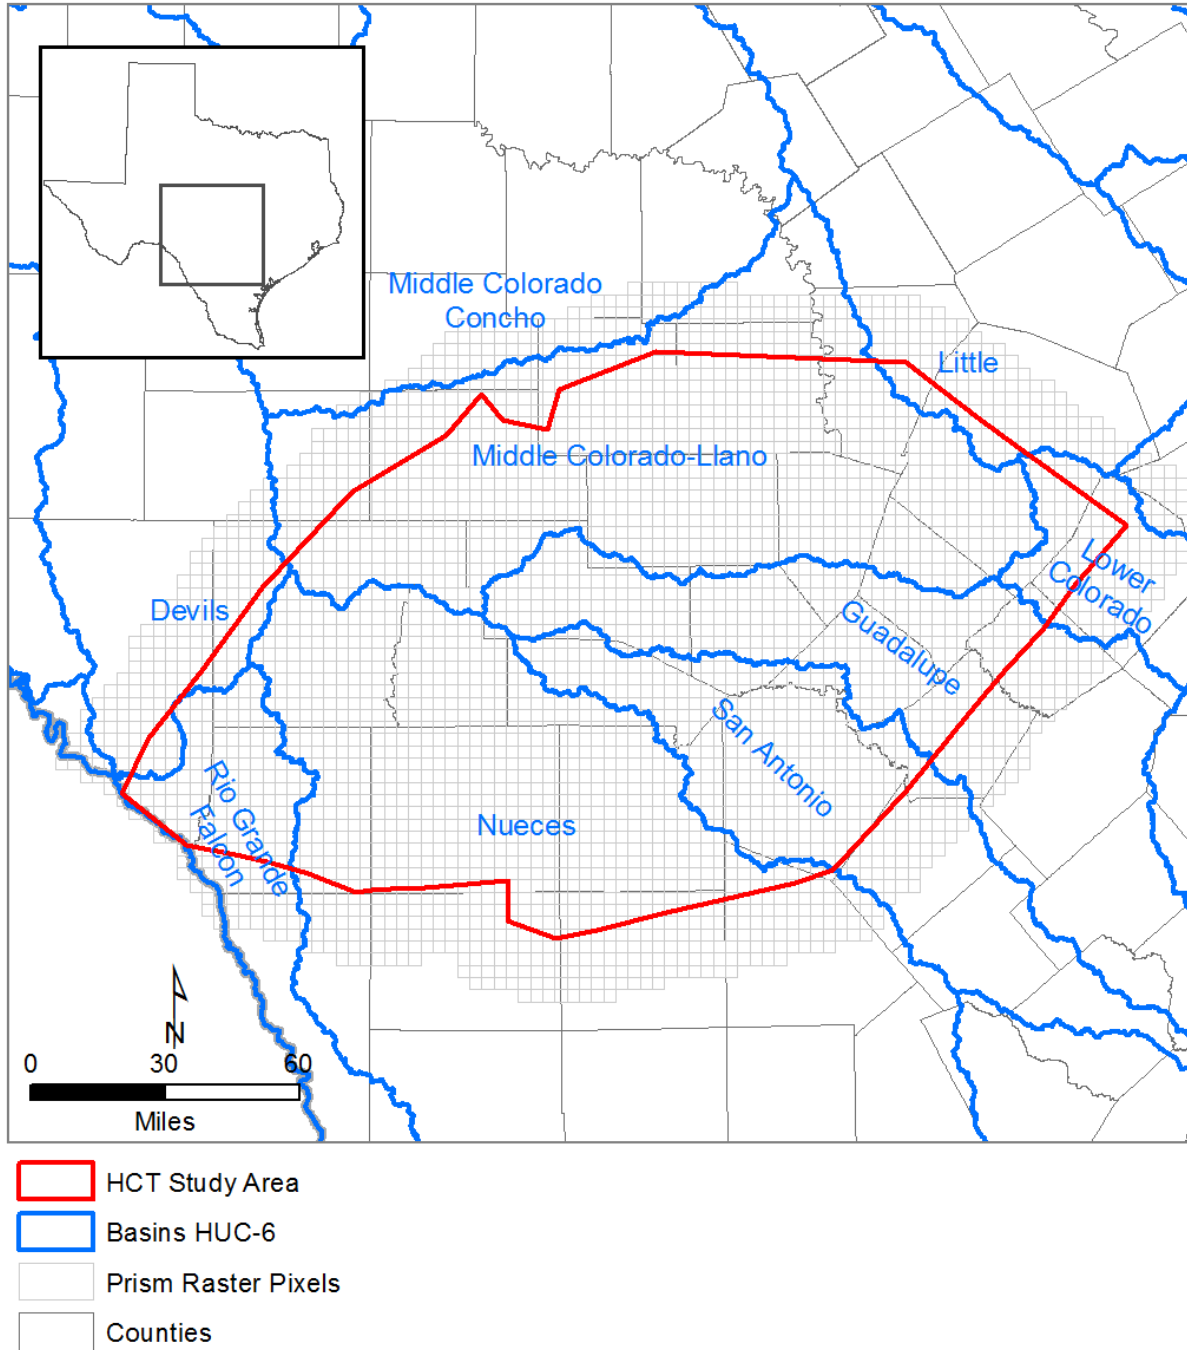 Middle Colorado
Concho
Little
Middle Colorado-Llano
Lower
Colorado
Devils
Guadalupe
San Antonio
Rio Grande
Falcon
Nueces
N
0 30 60
Miles
HCT Study Area
Basins HUC-6
Prism Raster Pixels
Counties